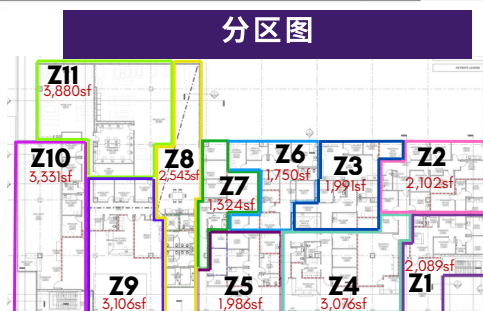 分区图
Z11
3,880sf
Z10
3,331sf
Z8
2,543sf
Z6
1,750sf
Z3
1,991sf
Z2
2,102sf
Z7
1,324sf
Z9
3,106sf
Z5
1,986sf
Z4
3,076sf
2,089sf
Z1